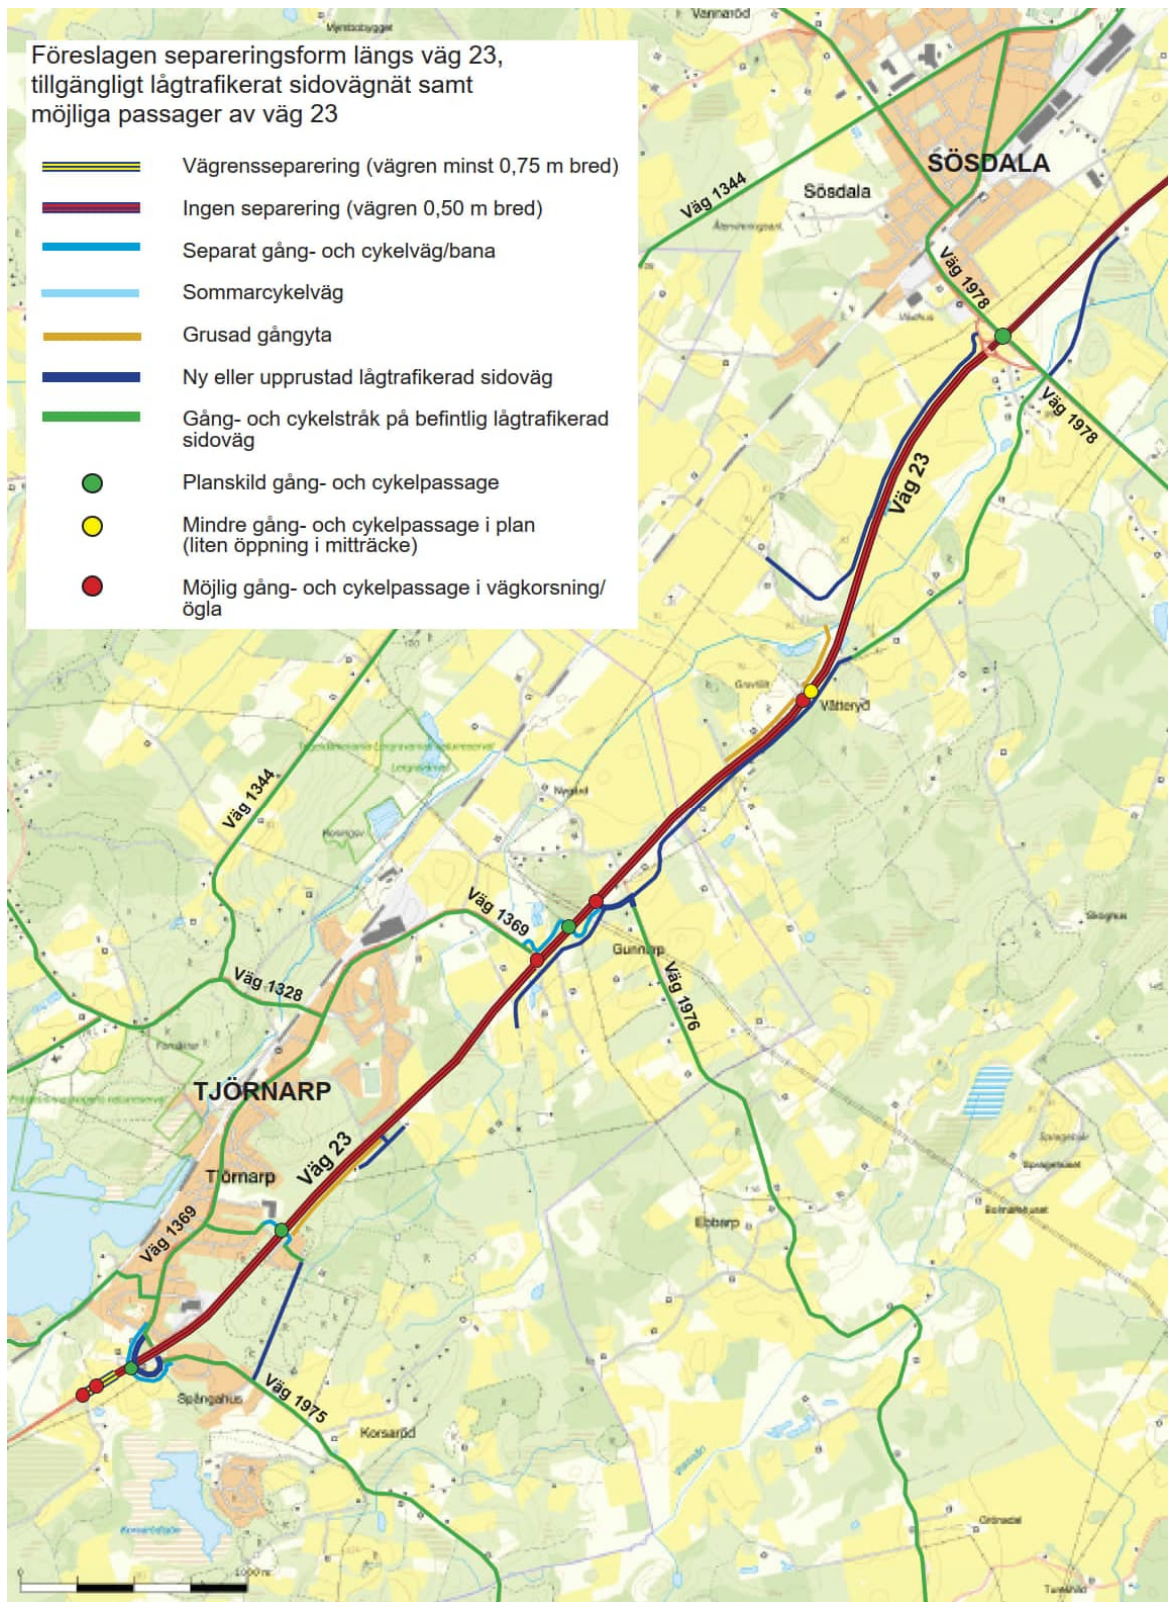 Vannaröd
Föreslagen separeringsform längs väg 23,
tillgängligt lågtrafikerat sidovägnät samt
möjliga passager av väg 23
Vägrensseparering (vägren minst 0,75 m bred)
Ingen separering (vägren 0,50 m bred)
Separat gång- och cykelväg/bana
Sommarcykelväg
Grusad gångyta
Ny eller upprustad lågtrafikerad sidoväg
Gång- och cykelstråk på befintlig lågtrafikerad
sidoväg
Planskild gång- och cykelpassage
Mindre gång- och cykelpassage i plan
(liten öppning i mitträcke)
Möjlig gång- och cykelpassage i vägkorsning/
ögla
SÖSDALA
Sösdala
Väg 1344
Väg 1978
Väg 1978
Väg 23
Vätteryd
Väg 1344
Nygård
Väg 1369
Skoghus
Gunnarp
Väg 1976
Väg 1328
TJÖRNARP
Väg 23
Tjörnarp
Väg 1369
Ebbarp
Spångahus
Väg 1975
Korsaröd
Grönadal
1000 m